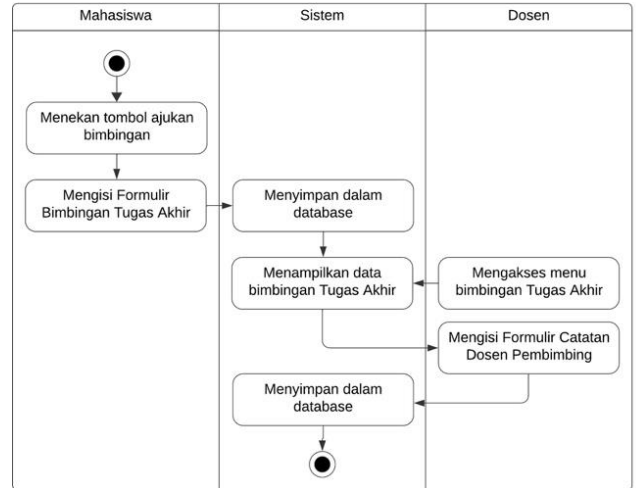 Mahasiswa
Sistem
Dosen
Menekan tombol ajukan
bimbingan
Mengisi Formulir
Bimbingan Tugas Akhir
Menyimpan dalam
database
Menampilkan data
bimbingan Tugas Akhir
Mengakses menu
bimbingan Tugas Akhir
Mengisi Formulir Catatan
Dosen Pembimbing
Menyimpan dalam
database